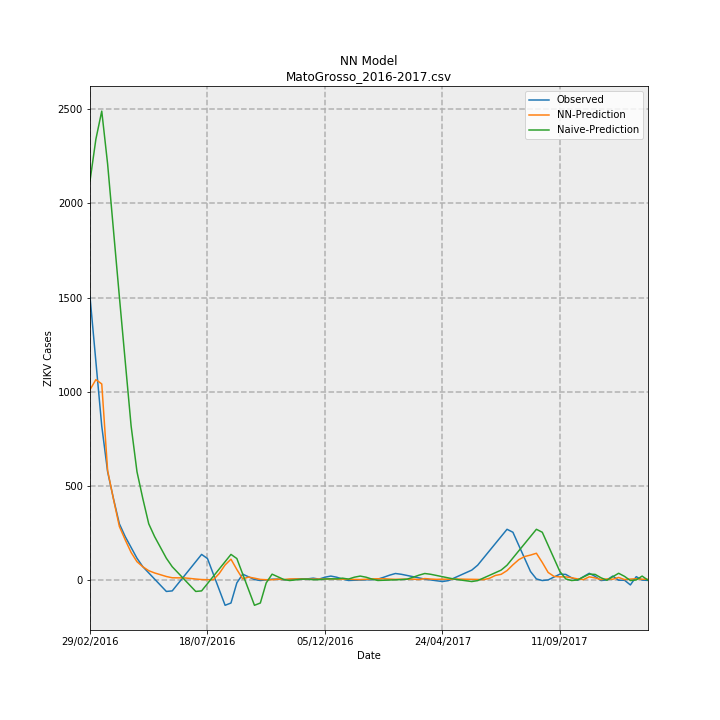 NN Model
MatoGrosso_2016-2017.csv
Observed
NN-Prediction
Naive-Prediction
2500
2000
1500
1000
500
0
ZIKV Cases
29/02/2016
18/07/2016
05/12/2016
24/04/2017
11/09/2017
Date